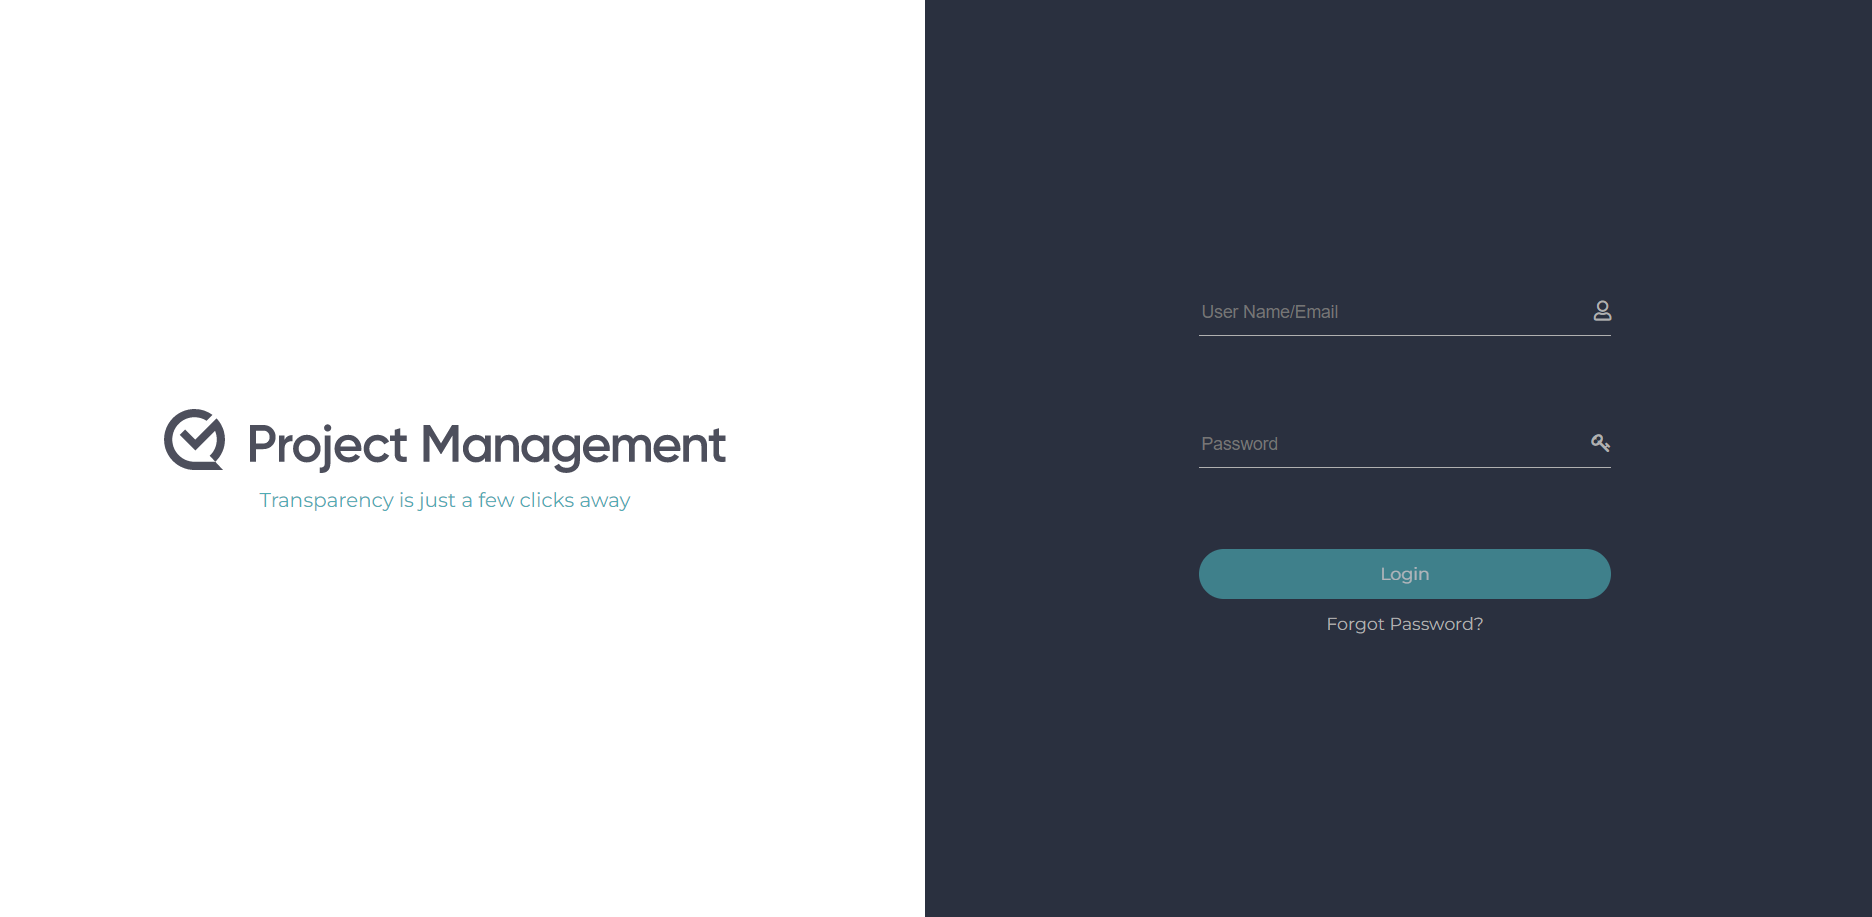 Project Management
Transparency is just a few clicks away
User Name/Email
Password
Login
Forgot Password?